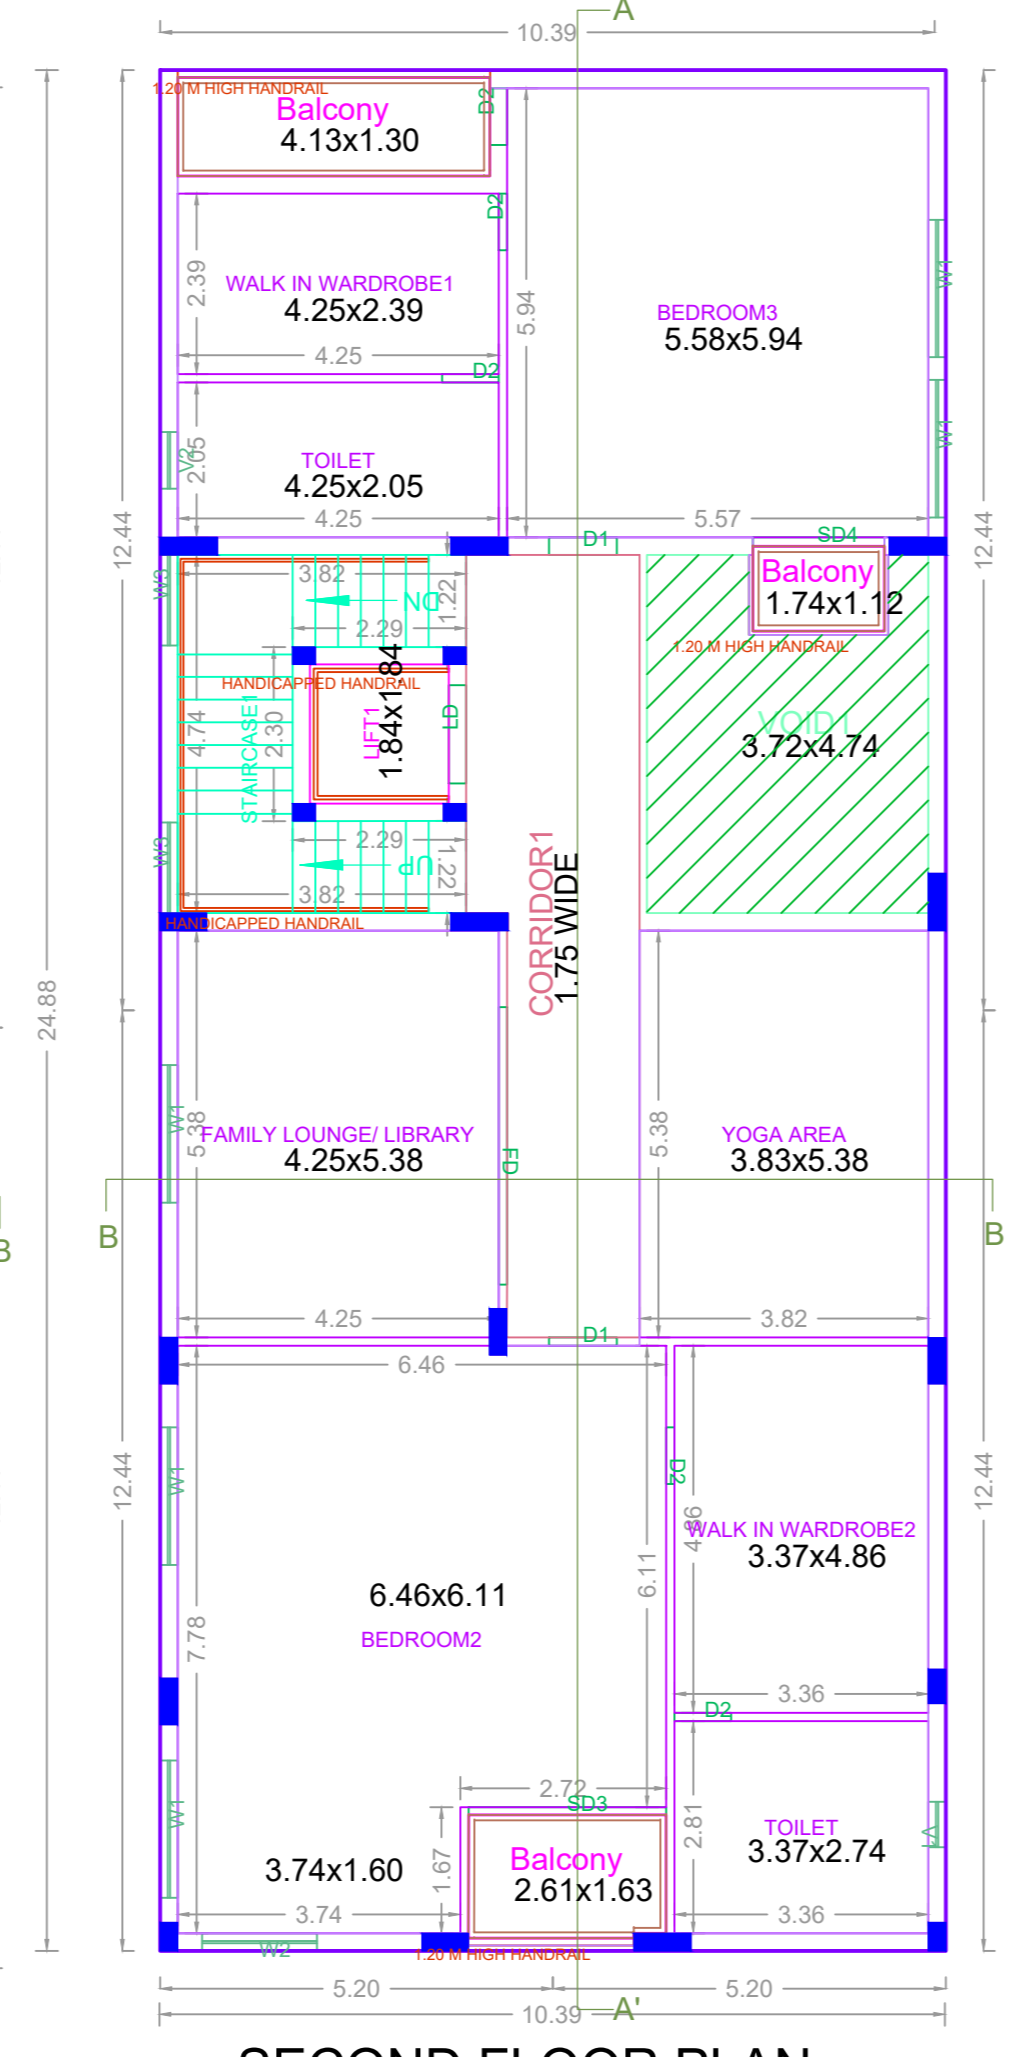 A
10.39
1.20 M HIGH HANDRAIL
Balcony
4.13x1.30
D2
D2
2.39
WALK IN WARDROBE1
4.25x2.39
4.25
D2
5.94
BEDROOM3
5.58x5.94
W1
W1
V2
2.05
TOILET
4.25x2.05
4.25
5.57
12.44
12.44
D1
SD4
W3
3.82
DN
1.22
2.29
Balcony
1.74x1.12
1.20 M HIGH HANDRAIL
HANDICAPPED HANDRAIL
4.74
STAIRCASE1
2.30
LIFT1
1.84x1.84
LD
VOID1
3.72x4.74
W3
2.29
UP
1.22
3.82
HANDICAPPED HANDRAIL
CORRIDOR1
1.75 WIDE
24.88
W1
5.38
FAMILY LOUNGE/ LIBRARY
4.25x5.38
FD
5.38
YOGA AREA
3.83x5.38
B
B
B
4.25
3.82
D1
6.46
W1
12.44
12.44
D2
4.86
WALK IN WARDROBE2
3.37x4.86
6.11
6.46x6.11
BEDROOM2
7.78
3.36
D2
2.72
SD3
W1
2.81
TOILET
3.37x2.74
V
Balcony
2.61x1.63
1.67
3.74x1.60
3.74
3.36
W2
1.20 M HIGH HANDRAIL
5.20
5.20
10.39
A'
SECOND FLOOR PLAN